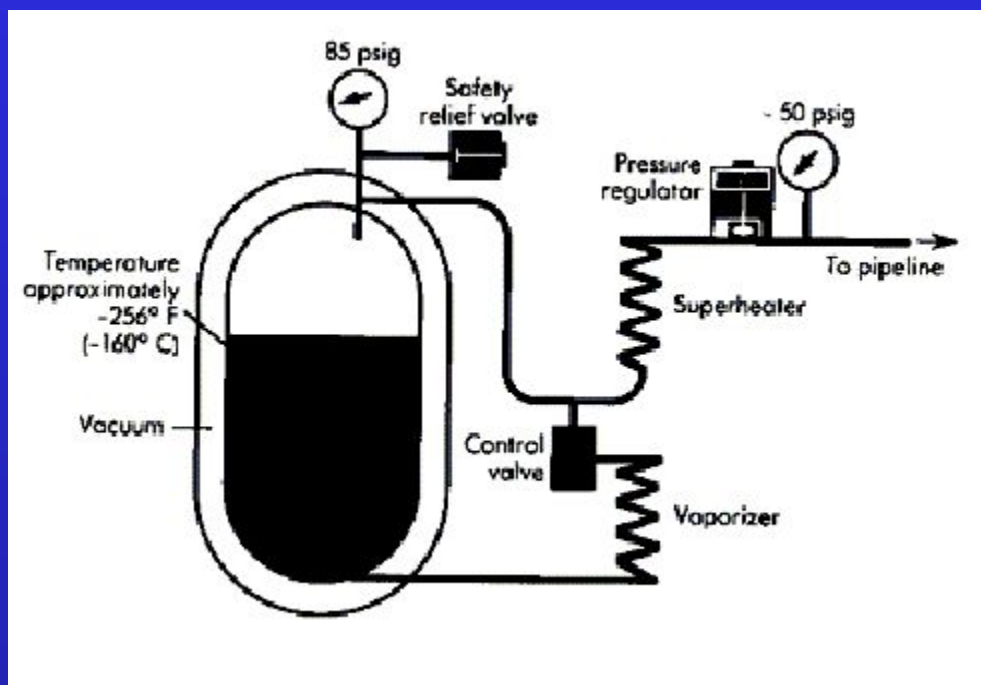 85 psig
Safety
relief valve
~ 50 psig
Pressure
regulator
To pipeline
Temperature
approximately
-256° F
(-160° C)
Superheater
Vacuum
Control
valve
Vaporizer